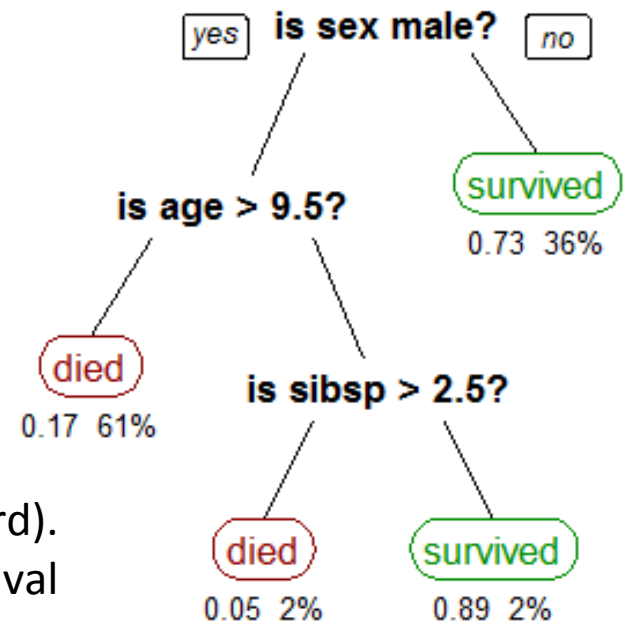 yes is sex male? no
survived
is age > 9.5?
0.73 36%
died
is sibsp > 2.5?
0.17 61%
rd).
died survived
val
0.05 2% 0.89 2%